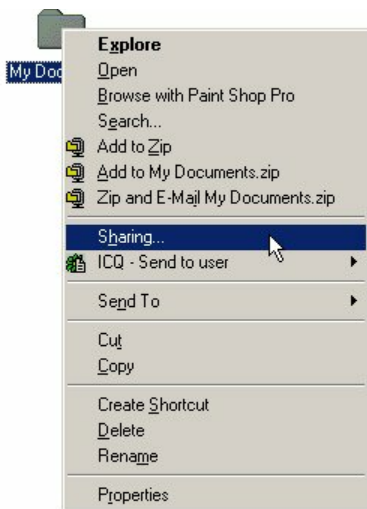 My Doc
Explore
Open
Browse with Paint Shop Pro
Search...
Add to Zip
Add to My Documents.zip
Zip and E-Mail My Documents.zip
Sharing...
ICQ - Send to user
Send To
Cut
Copy
Create Shortcut
Delete
Rename
Properties